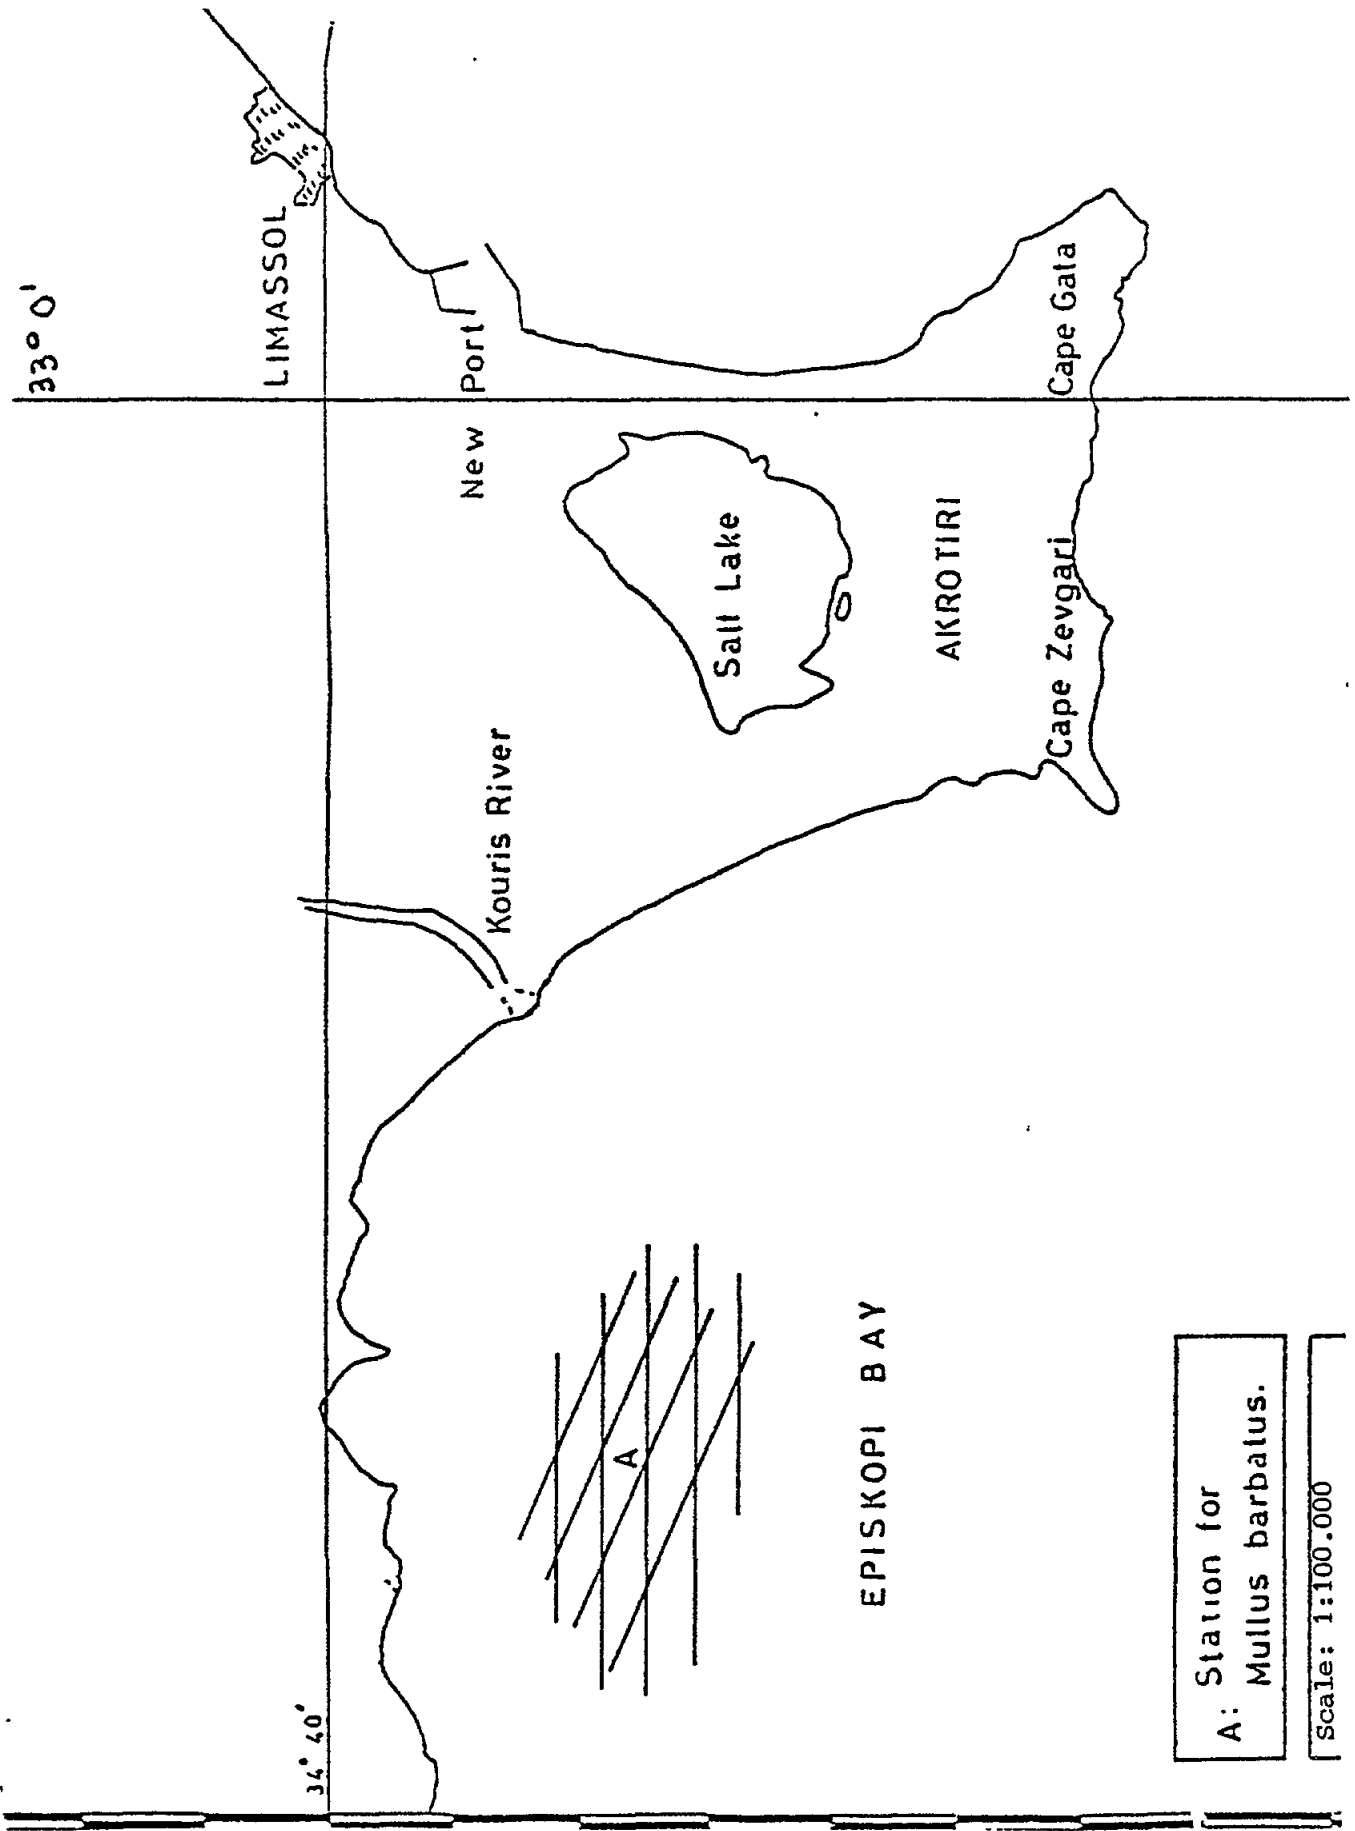 33° 0'
LIMASSOL
34° 40'
New Port
Kouris River
Salt Lake
AKROTIRI
Cape Zevgari
Cape Gata
A
EPISKOPI BAY
A: Station for
Mullus barbatus.
Scale: 1:100.000